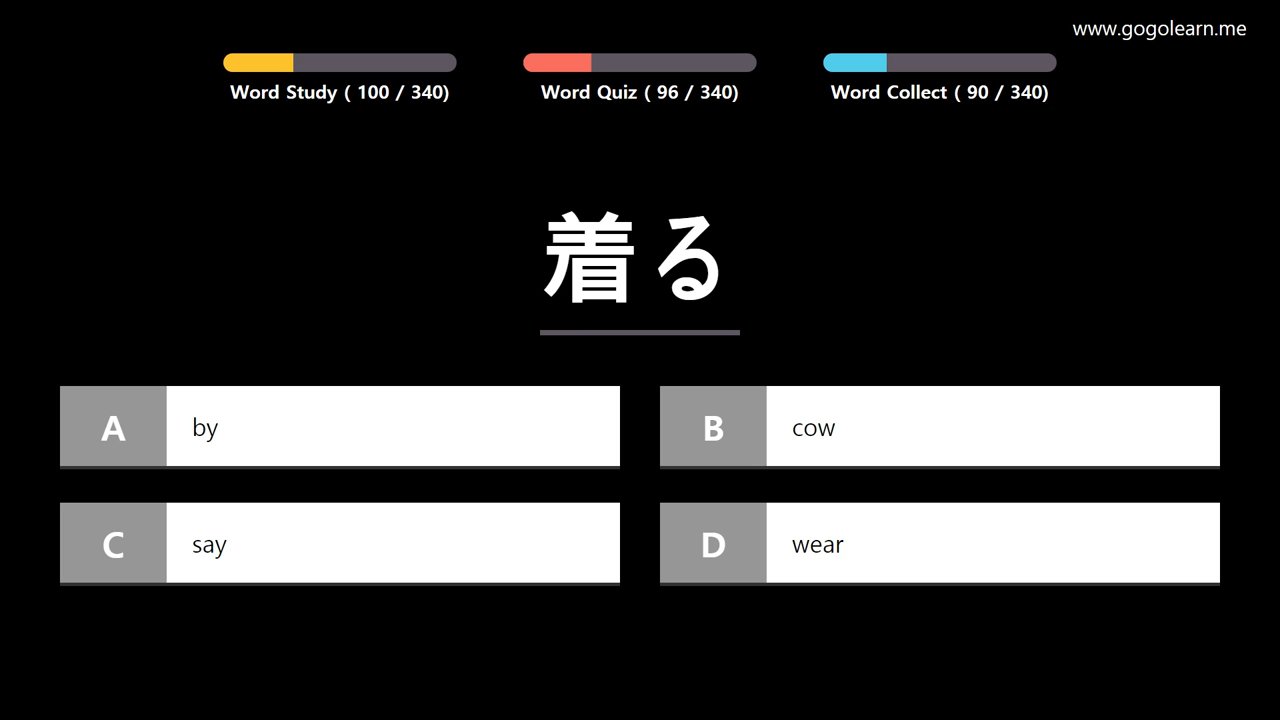 www.gogolearn.me
Word Study ( 100 / 340)
Word Quiz ( 96 / 340)
Word Collect ( 90 / 340)
着る
A by
B cow
C say
D wear